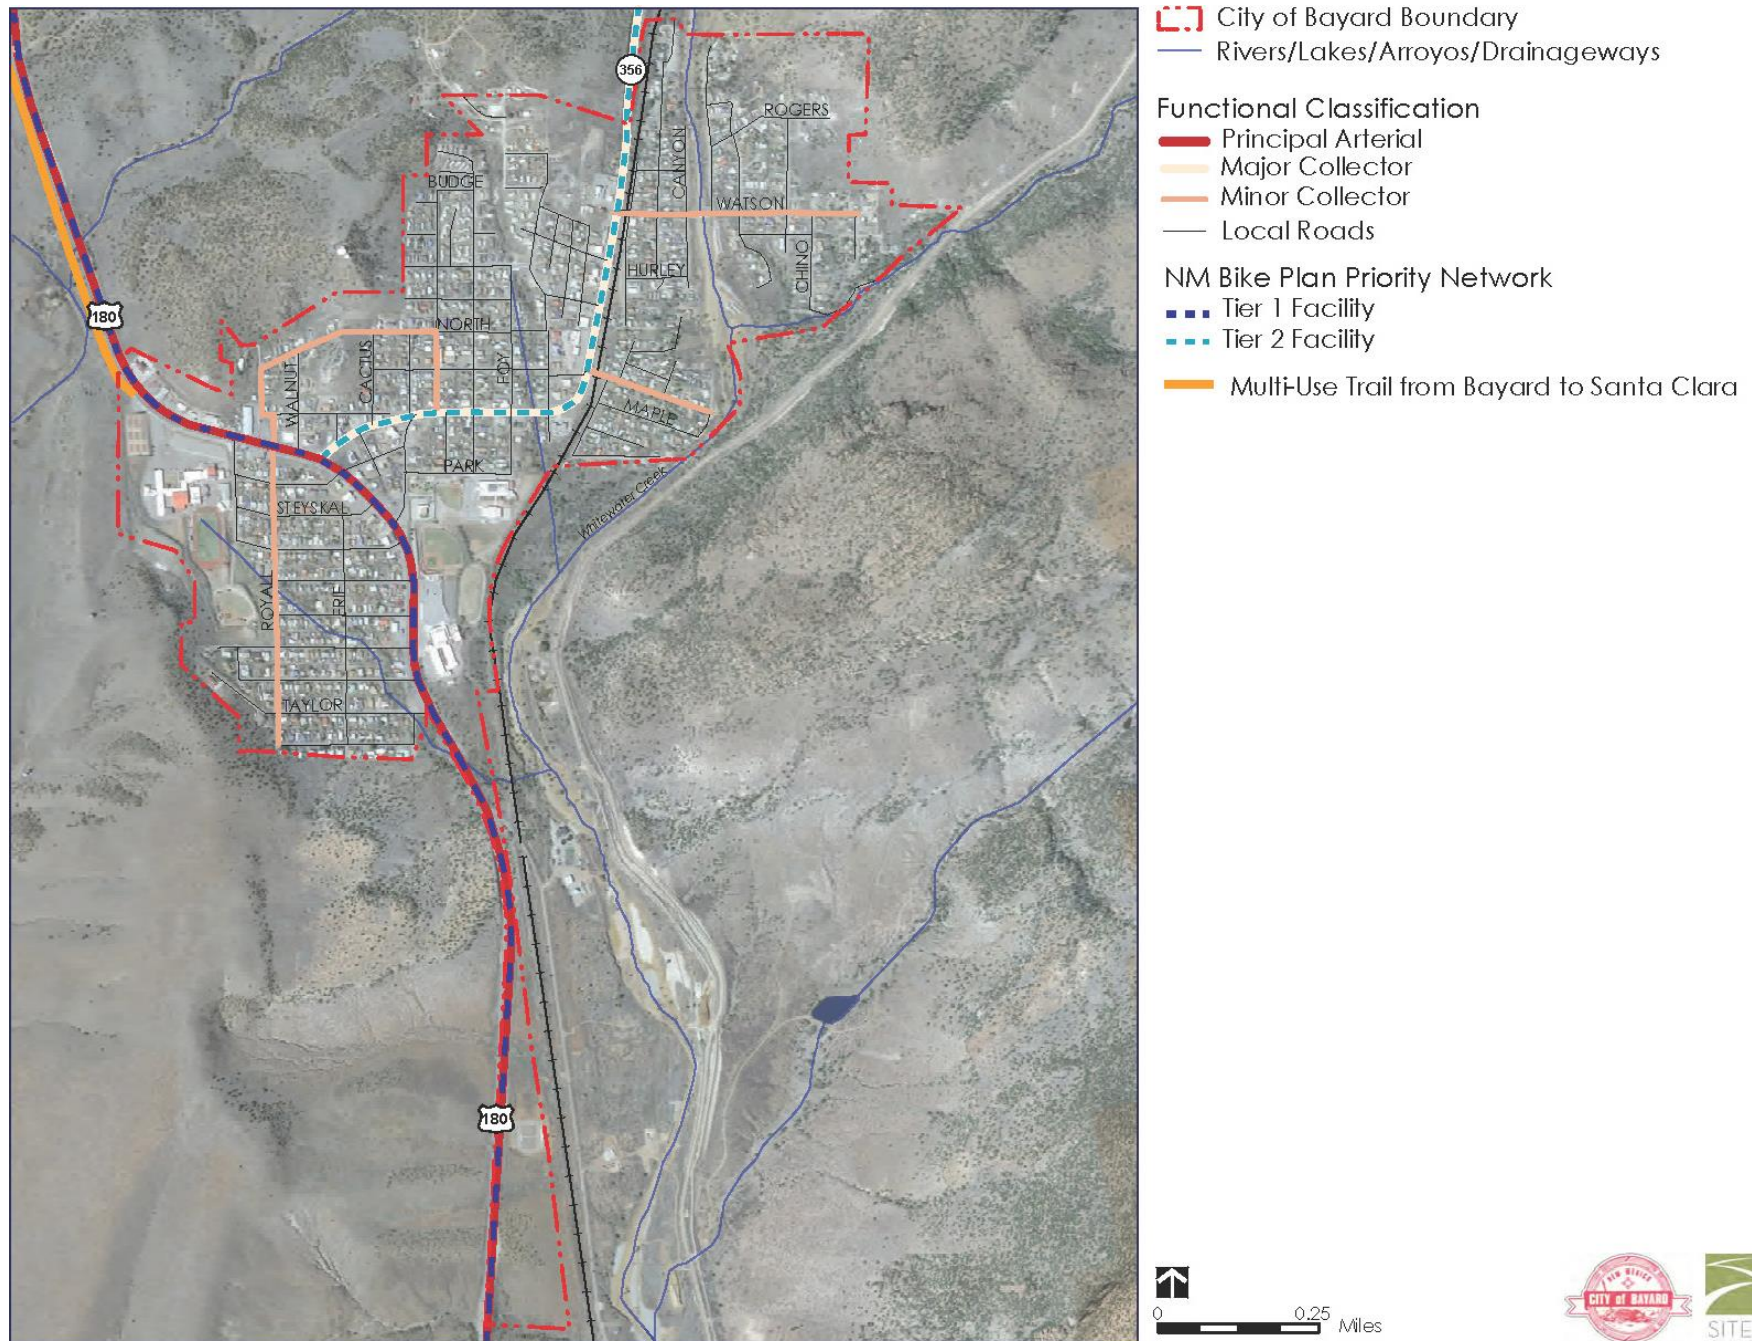 City of Bayard Boundary
Rivers/Lakes/Arroyos/Drainageways
Functional Classification
Principal Arterial
Major Collector
Minor Collector
Local Roads
NM Bike Plan Priority Network
Tier 1 Facility
Tier 2 Facility
Multi-Use Trail from Bayard to Santa Clara
356
ROGERS
CANYON
BUDGE
WATSON
CHINO
HURLEY
180
NORTH
CACTUS
FOY
WALNUT
MAPLE
PARK
Whitewater Creek
STEYSKAL
ROYALL
ERIE
TAYLOR
180
0 0.25
Miles
NEW MEXICO
CITY of BAYARD
SITE